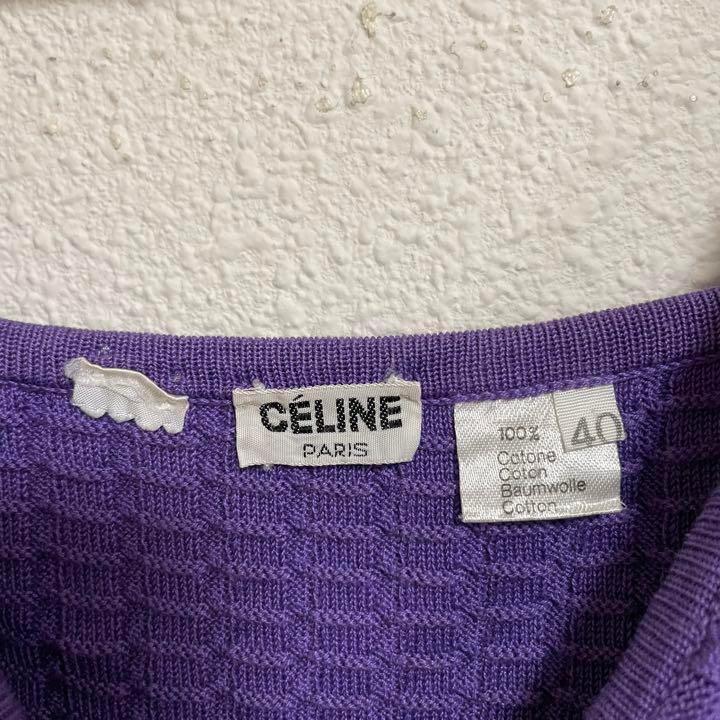 CÉLINE
PARIS
100%
40
Cotone
Coton
Baumwolle
Cotton